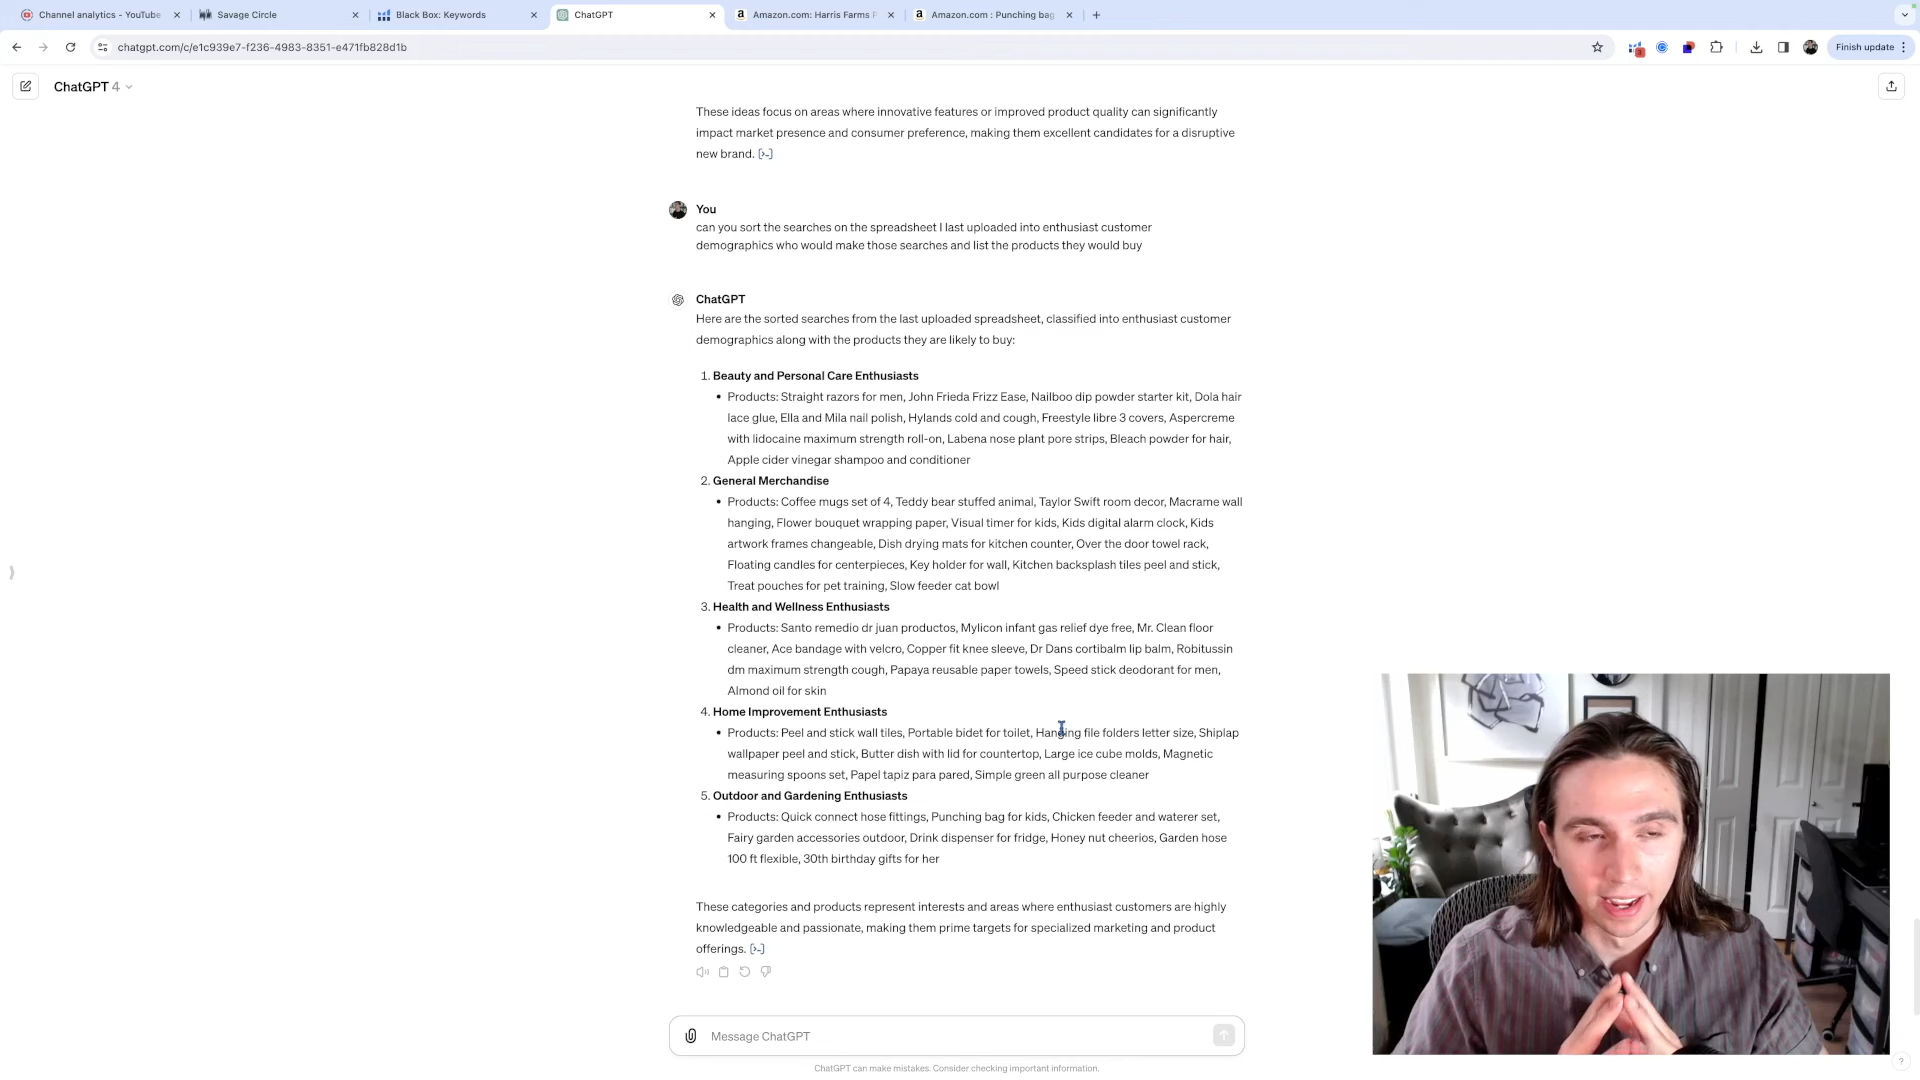 Channel analytics - YouTube
Savage Circle
Black Box: Keywords
ChatGPT
Amazon.com: Harris Farms P
Amazon.com : Punching bag
chatgpt.com/c/e1c939e7-f236-4983-8351-e471fb828d1b
Finish update
ChatGPT 4
These ideas focus on areas where innovative features or improved product quality can significantly
impact market presence and consumer preference, making them excellent candidates for a disruptive
new brand. [>-]
You
can you sort the searches on the spreadsheet I last uploaded into enthusiast customer
demographics who would make those searches and list the products they would buy
ChatGPT
Here are the sorted searches from the last uploaded spreadsheet, classified into enthusiast customer
demographics along with the products they are likely to buy:
1. Beauty and Personal Care Enthusiasts
• Products: Straight razors for men, John Frieda Frizz Ease, Nailboo dip powder starter kit, Dola hair
lace glue, Ella and Mila nail polish, Hylands cold and cough, Freestyle libre 3 covers, Aspercreme
with lidocaine maximum strength roll-on, Labena nose plant pore strips, Bleach powder for hair,
Apple cider vinegar shampoo and conditioner
2. General Merchandise
• Products: Coffee mugs set of 4, Teddy bear stuffed animal, Taylor Swift room decor, Macrame wall
hanging, Flower bouquet wrapping paper, Visual timer for kids, Kids digital alarm clock, Kids
artwork frames changeable, Dish drying mats for kitchen counter, Over the door towel rack,
Floating candles for centerpieces, Key holder for wall, Kitchen backsplash tiles peel and stick,
Treat pouches for pet training, Slow feeder cat bowl
3. Health and Wellness Enthusiasts
• Products: Santo remedio dr juan productos, Mylicon infant gas relief dye free, Mr. Clean floor
cleaner, Ace bandage with velcro, Copper fit knee sleeve, Dr Dans cortibalm lip balm, Robitussin
dm maximum strength cough, Papaya reusable paper towels, Speed stick deodorant for men,
Almond oil for skin
4. Home Improvement Enthusiasts
• Products: Peel and stick wall tiles, Portable bidet for toilet, Hanging file folders letter size, Shiplap
wallpaper peel and stick, Butter dish with lid for countertop, Large ice cube molds, Magnetic
measuring spoons set, Papel tapiz para pared, Simple green all purpose cleaner
5. Outdoor and Gardening Enthusiasts
• Products: Quick connect hose fittings, Punching bag for kids, Chicken feeder and waterer set,
Fairy garden accessories outdoor, Drink dispenser for fridge, Honey nut cheerios, Garden hose
100 ft flexible, 30th birthday gifts for her
These categories and products represent interests and areas where enthusiast customers are highly
knowledgeable and passionate, making them prime targets for specialized marketing and product
offerings. [>-]
Message ChatGPT
ChatGPT can make mistakes. Consider checking important information.
?